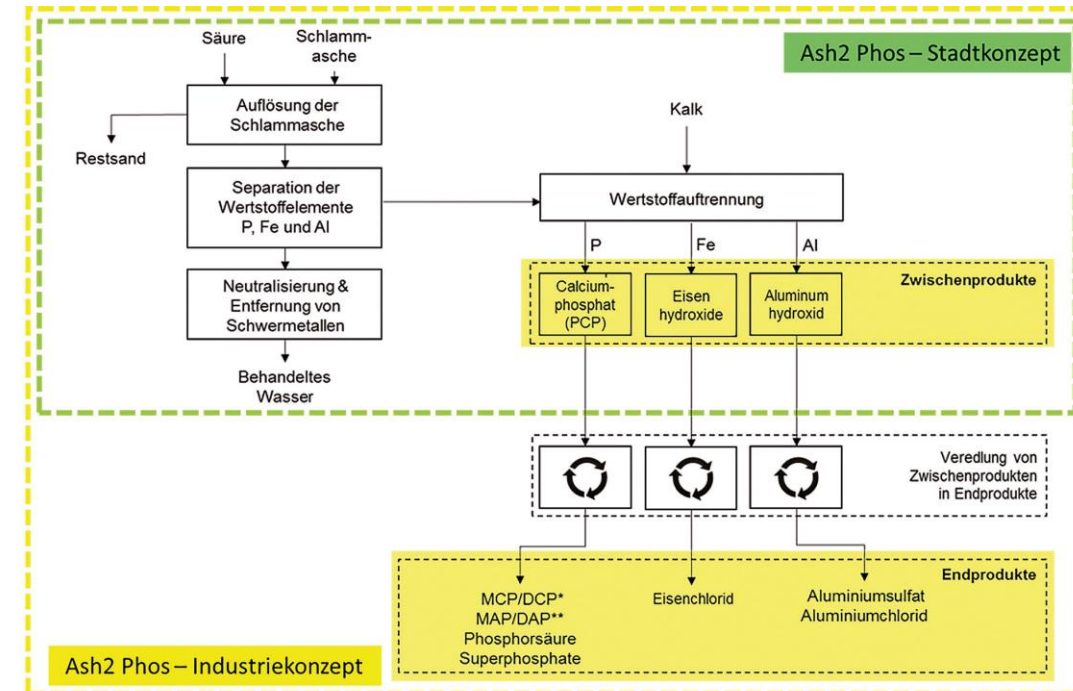 Ash2 Phos – Stadtkonzept
Säure
Schlamm-
asche
Auflösung der
Schlammasche
Restsand
Kalk
Separation der
Wertstoffelemente
P, Fe und Al
Wertstoffauftrennung
P
Fe
Al
Zwischenprodukte
Neutralisierung &
Entfernung von
Schwermetallen
Calcium-
phosphat
(PCP)
Eisen
hydroxide
Aluminum
hydroxid
Behandeltes
Wasser
Veredlung von
Zwischenprodukten
in Endprodukte
Endprodukte
MCP/DCP*
MAP/DAP**
Phosphorsäure
Superphosphate
Eisenchlorid
Aluminiumsulfat
Aluminiumchlorid
Ash2 Phos – Industriekonzept